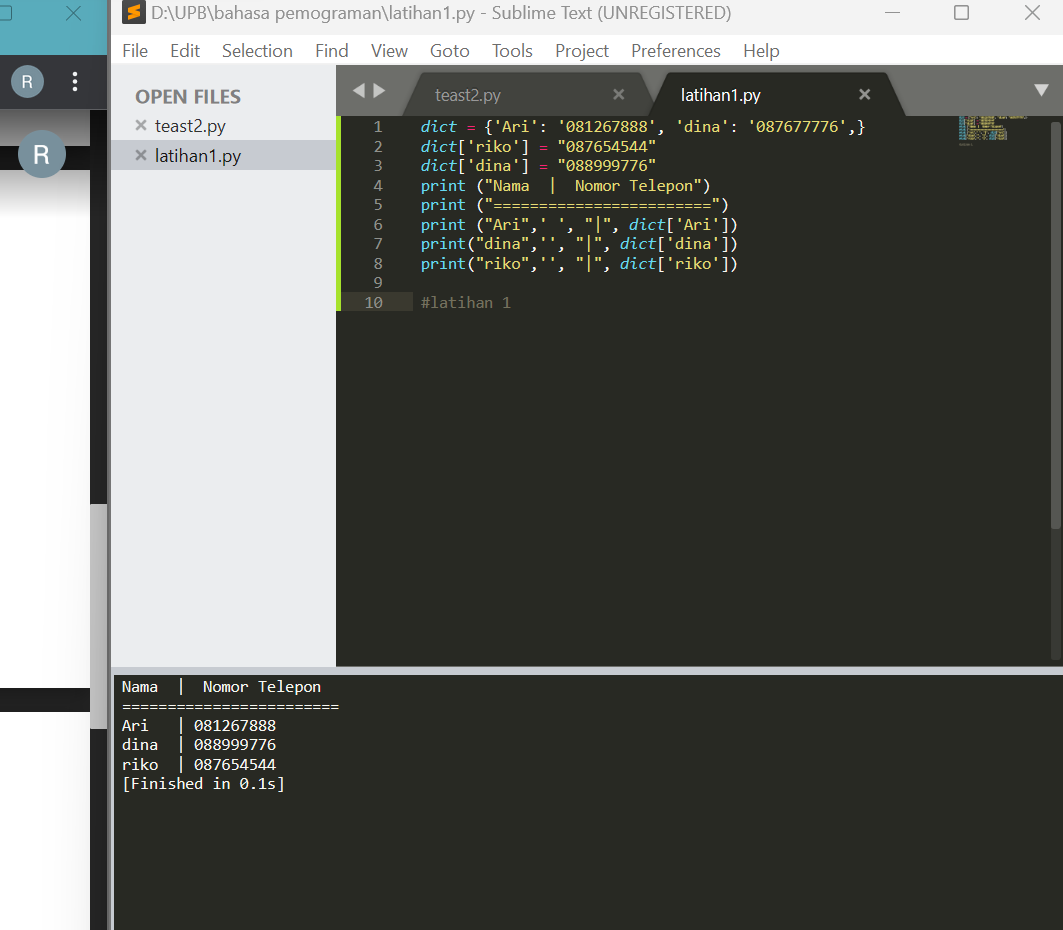 D:\UPB\bahasa pemograman\latihan1.py - Sublime Text (UNREGISTERED)
File Edit Selection Find View Goto Tools Project Preferences Help
R
R
OPEN FILES
teast2.py
latihan1.py
teast2.py latihan1.py
1 dict = {'Ari': '081267888', 'dina': '087677776',}
2 dict['riko'] = "087654544"
3 dict['dina'] = "088999776"
4 print ("Nama  |  Nomor Telepon")
5 print ("========================")
6 print ("Ari",' ', "|", dict['Ari'])
7 print("dina",'', "|", dict['dina'])
8 print("riko",'', "|", dict['riko'])
9
10 #latihan 1
Nama  |  Nomor Telepon
========================
Ari   | 081267888
dina  | 088999776
riko  | 087654544
[Finished in 0.1s]